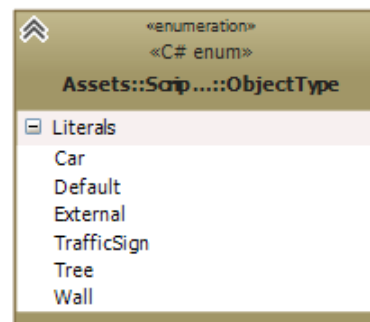 «enumeration»
«C# enum»
Assets::Scrip...::ObjectType
Literals
Car
Default
External
TrafficSign
Tree
Wall